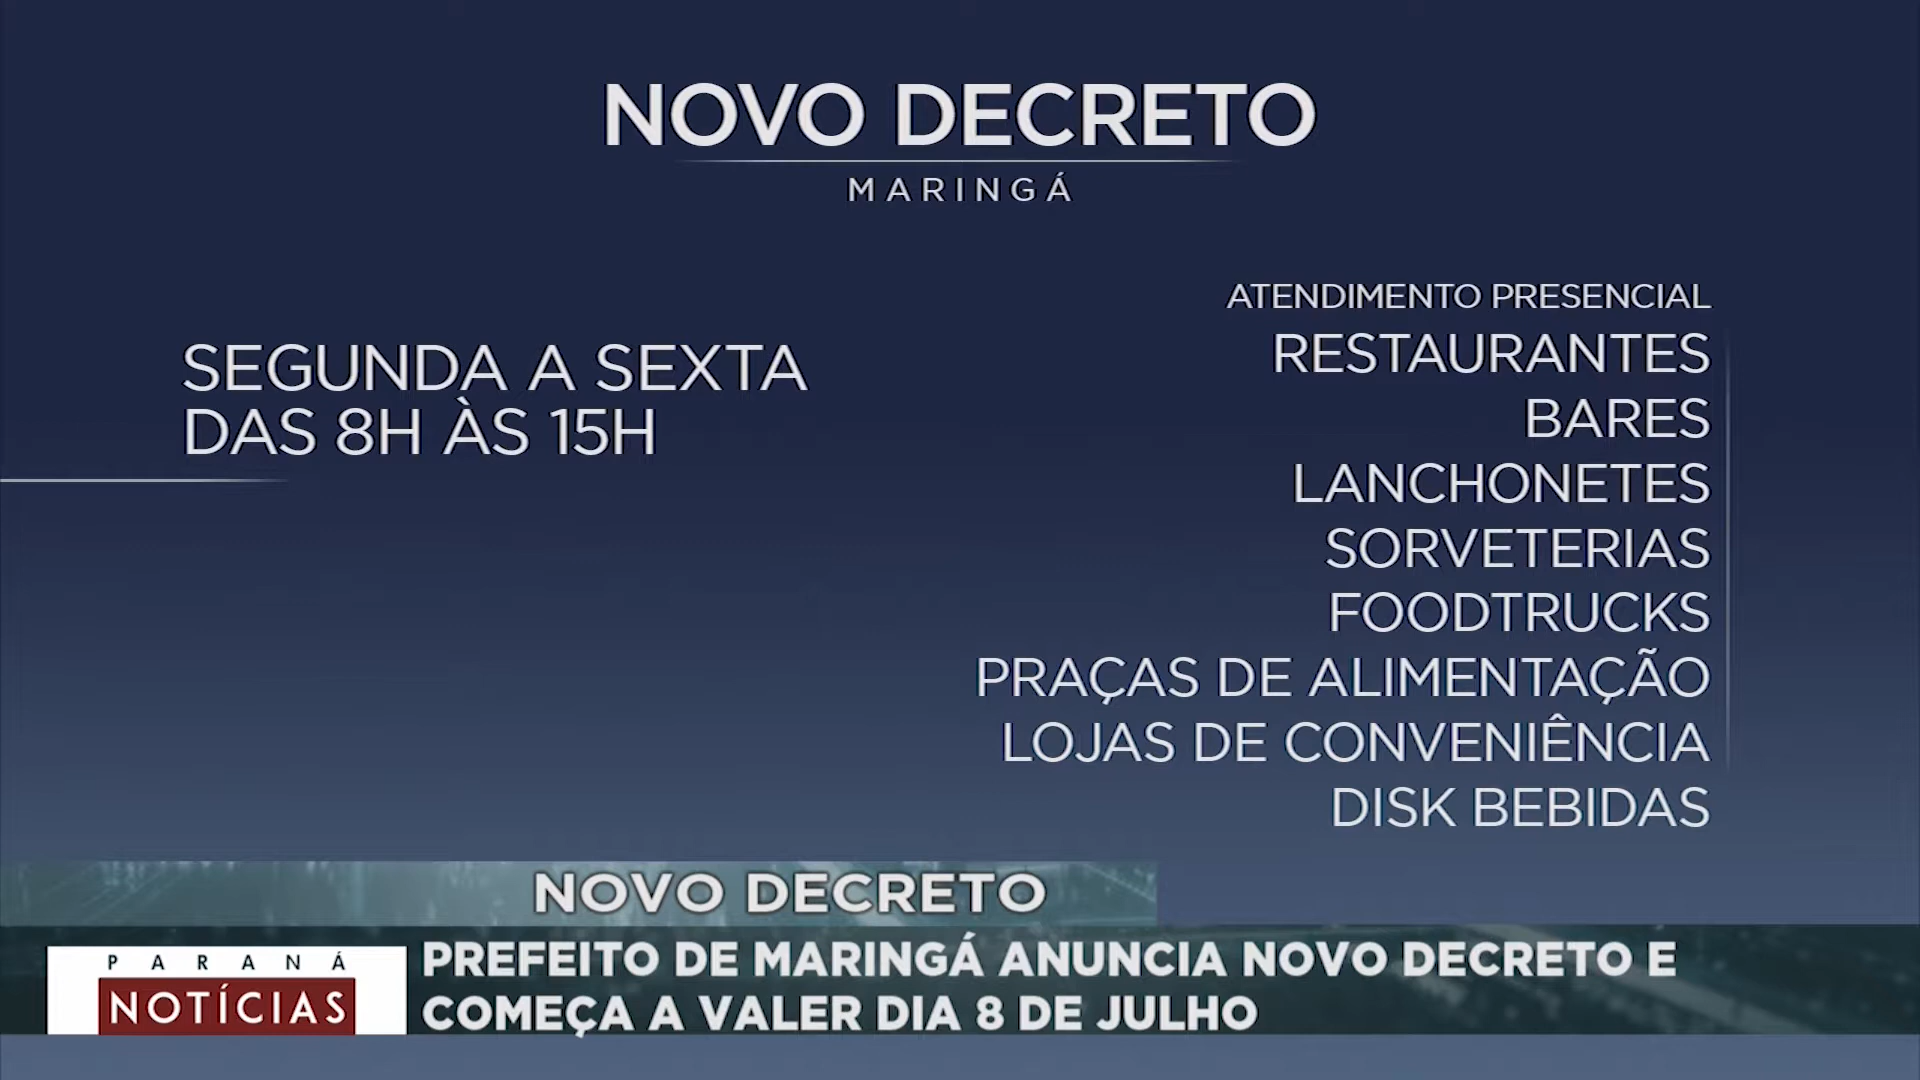 NOVO DECRETO
MARINGÁ
SEGUNDA A SEXTA
DAS 8H ÀS 15H
ATENDIMENTO PRESENCIAL
RESTAURANTES
BARES
LANCHONETES
SORVETERIAS
FOODTRUCKS
PRAÇAS DE ALIMENTAÇÃO
LOJAS DE CONVENIÊNCIA
DISK BEBIDAS
NOVO DECRETO
PARANÁ
NOTÍCIAS
PREFEITO DE MARINGÁ ANUNCIA NOVO DECRETO E
COMEÇA A VALER DIA 8 DE JULHO